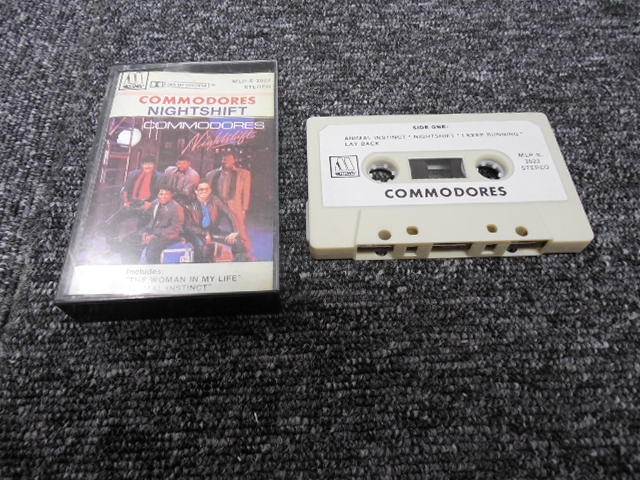 MLP-S 3022
STEREO
COMMODORES
NIGHTSHIFT
COMMODORES
Nightshift
Includes:
"THE WOMAN IN MY LIFE"
INSTINCT"
SIDE ONE:
ANIMAL INSTINCT * NIGHTSHIFT * I KEEP RUNNING *
LAY BACK
MLP-S
3022
STEREO
COMMODORES